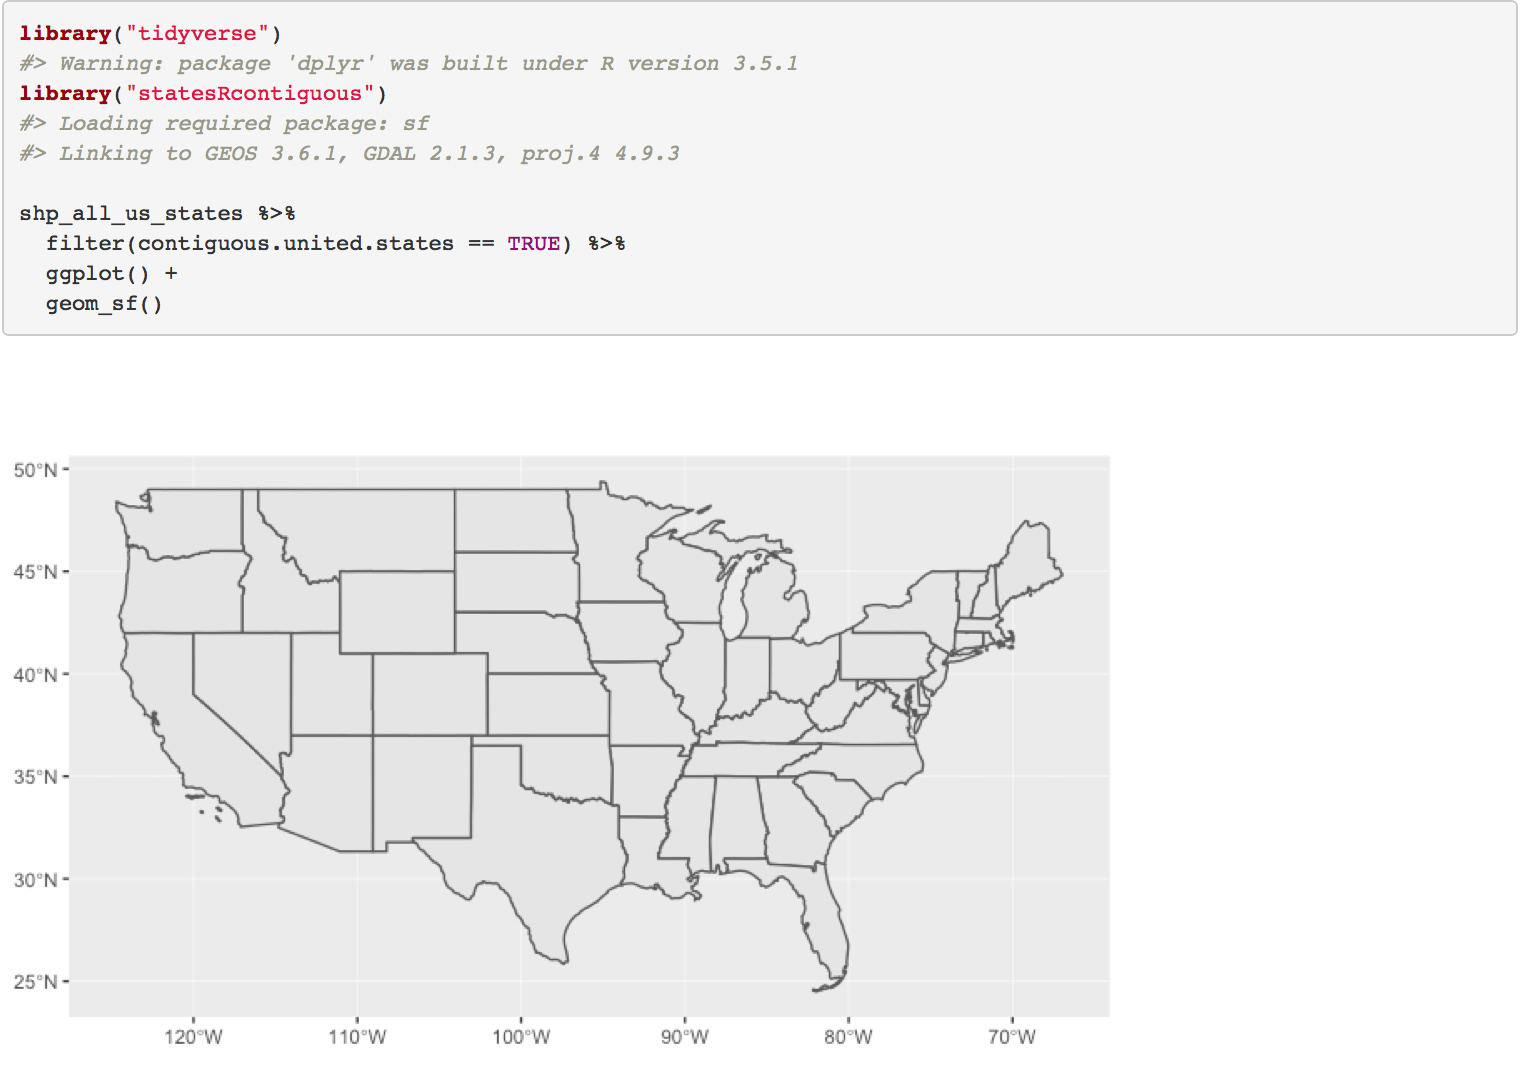 library("tidyverse")
#> Warning: package 'dplyr' was built under R version 3.5.1
library("statesRcontiguous")
#> Loading required package: sf
#> Linking to GEOS 3.6.1, GDAL 2.1.3, proj.4 4.9.3
shp_all_us_states %>%
  filter(contiguous.united.states == TRUE) %>%
  ggplot() +
  geom_sf()
50°N
45°N
40°N
35°N
30°N
25°N
120°W 110°W 100°W 90°W 80°W 70°W